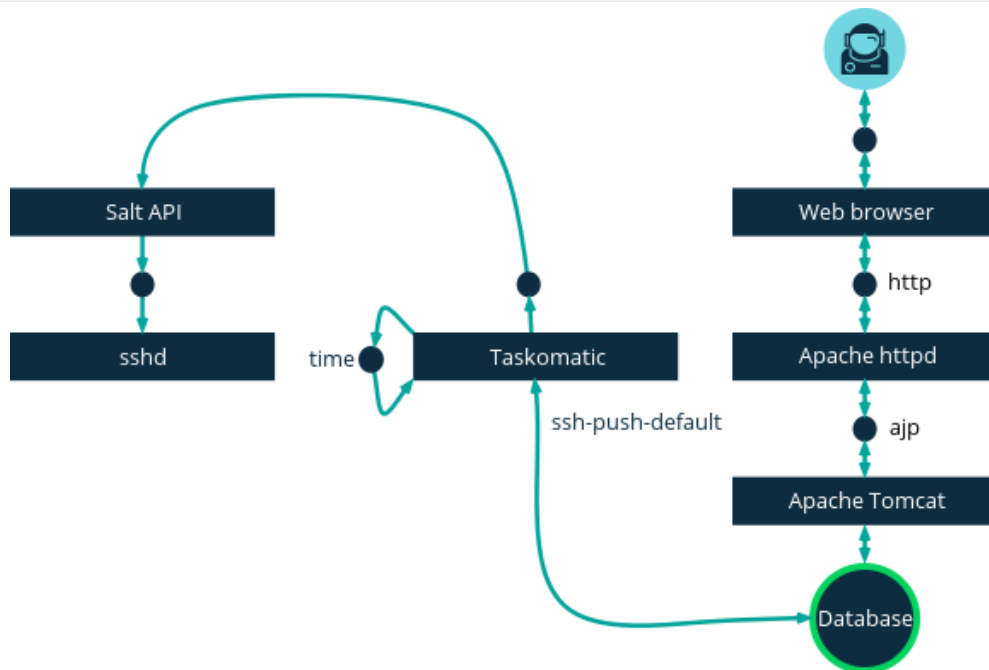 Salt API
Web browser
http
sshd
time
Taskomatic
Apache httpd
ssh-push-default
ajp
Apache Tomcat
Database